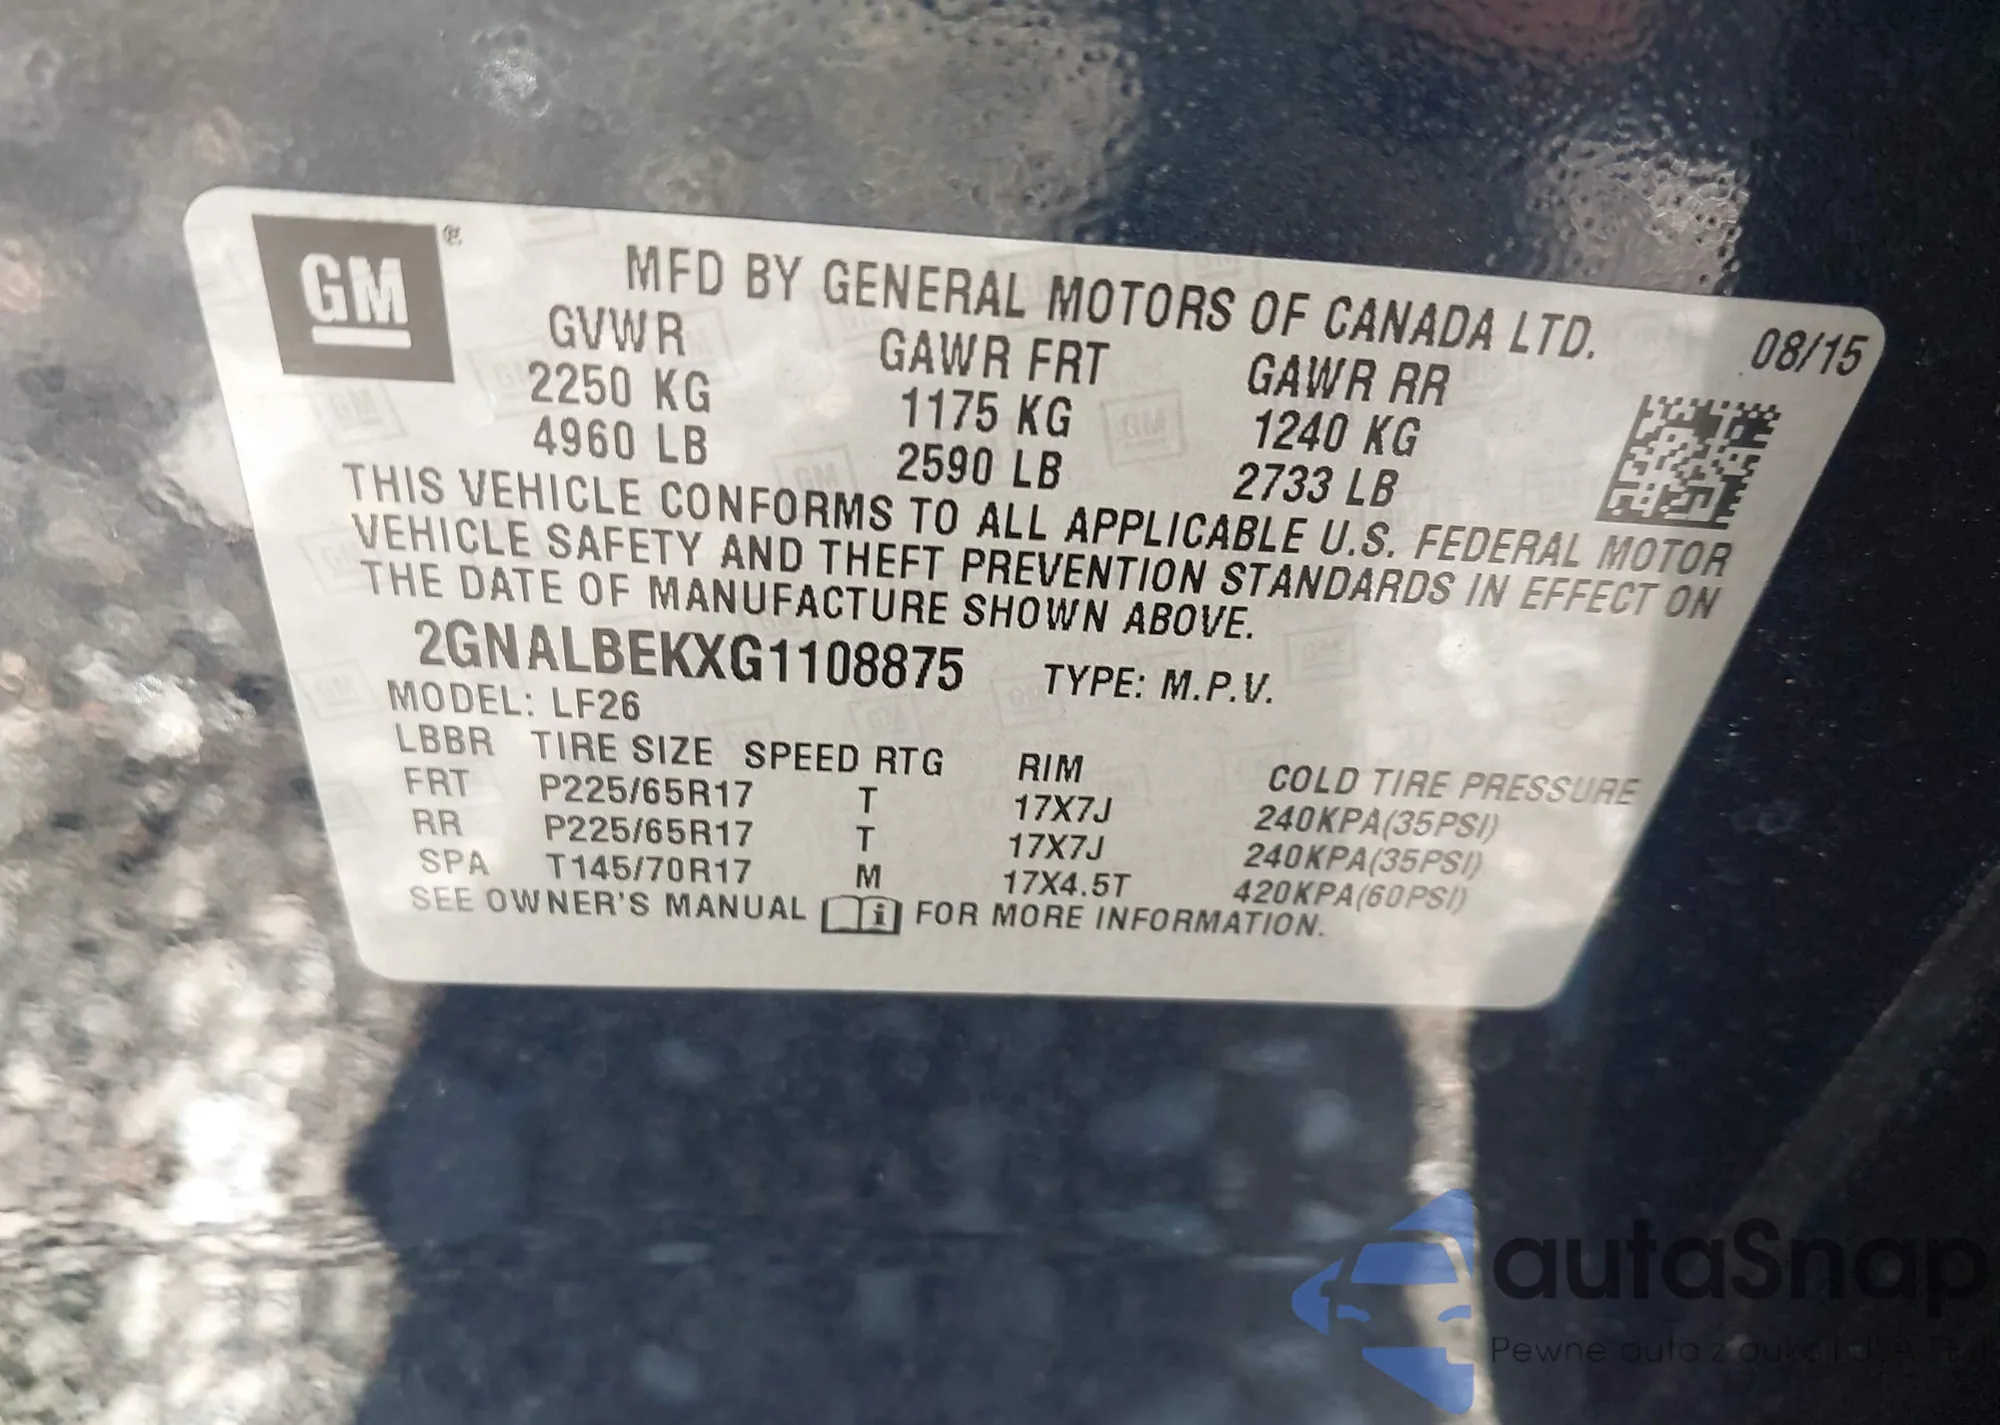 GM ®
MFD BY GENERAL MOTORS OF CANADA LTD.
08/15
GVWR GAWR FRT GAWR RR
2250 KG 1175 KG 1240 KG
4960 LB 2590 LB 2733 LB
THIS VEHICLE CONFORMS TO ALL APPLICABLE U.S. FEDERAL MOTOR
VEHICLE SAFETY AND THEFT PREVENTION STANDARDS IN EFFECT ON
THE DATE OF MANUFACTURE SHOWN ABOVE.
2GNALBEKXG1108875 TYPE: M.P.V.
MODEL: LF26
LBBR TIRE SIZE SPEED RTG RIM COLD TIRE PRESSURE
FRT P225/65R17 T 17X7J 240KPA(35PSI)
RR P225/65R17 T 17X7J 240KPA(35PSI)
SPA T145/70R17 M 17X4.5T 420KPA(60PSI)
SEE OWNER'S MANUAL FOR MORE INFORMATION.
autaSnap
Pewne auta z aukcji USA